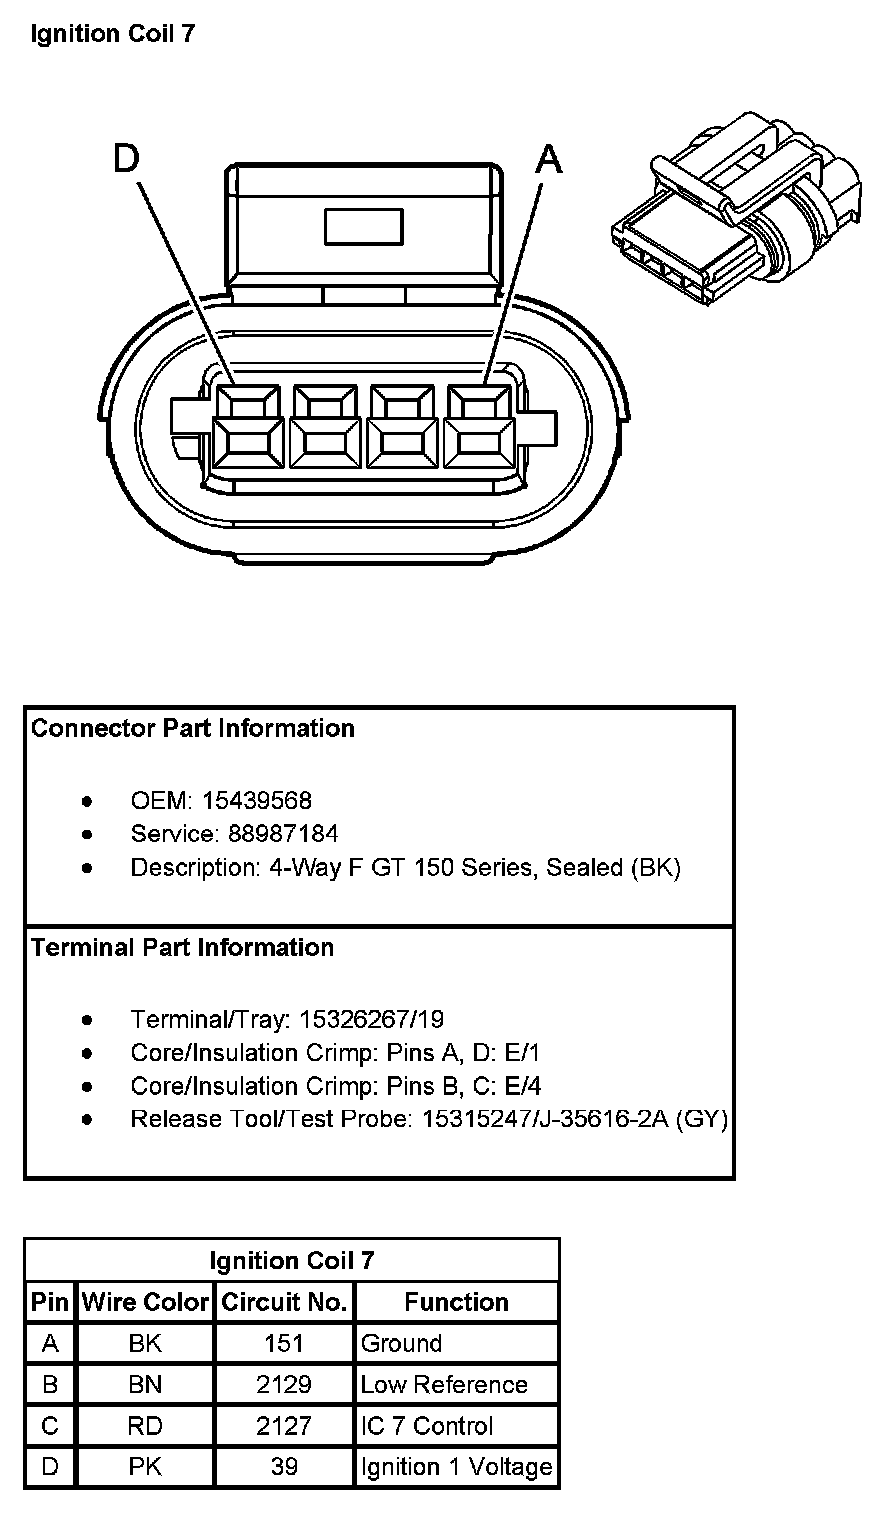 Ignition Coil 7
D A
Connector Part Information
• OEM: 15439568
• Service: 88987184
• Description: 4-Way F GT 150 Series, Sealed (BK)
Terminal Part Information
• Terminal/Tray: 15326267/19
• Core/Insulation Crimp: Pins A, D: E/1
• Core/Insulation Crimp: Pins B, C: E/4
• Release Tool/Test Probe: 15315247/J-35616-2A (GY)
Ignition Coil 7
Pin Wire Color Circuit No. Function
A BK 151 Ground
B BN 2129 Low Reference
C RD 2127 IC 7 Control
D PK 39 Ignition 1 Voltage